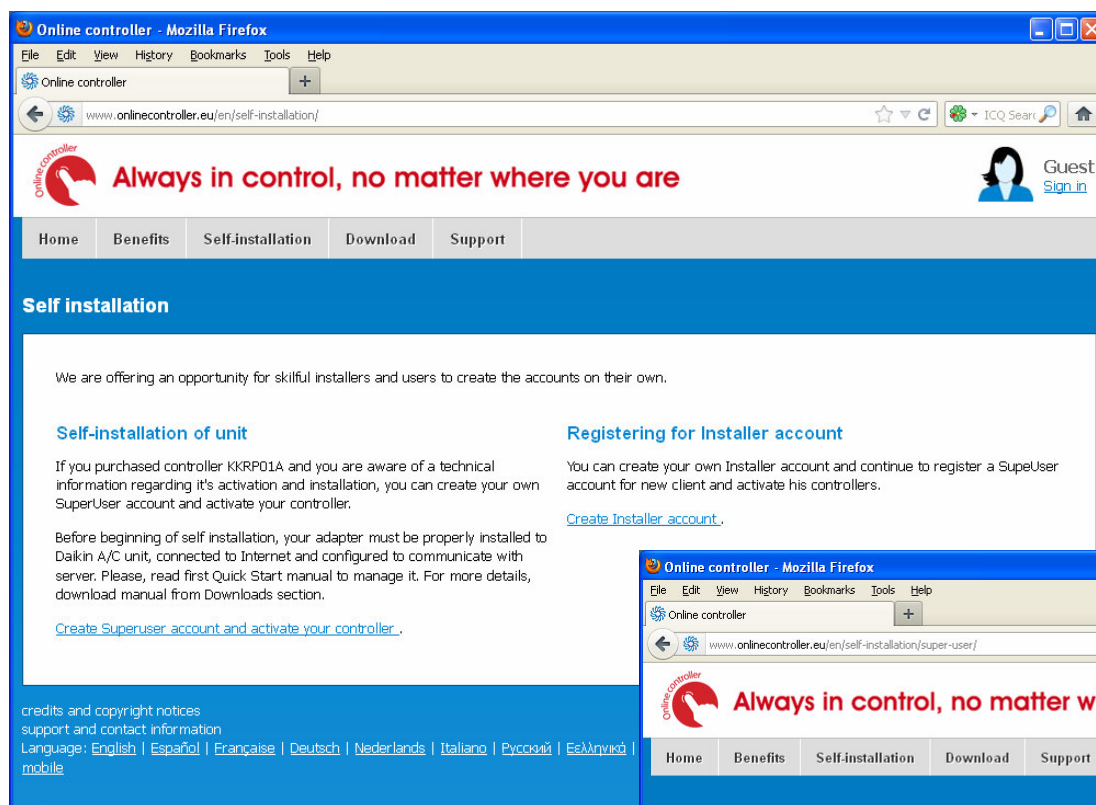 Online controller - Mozilla Firefox
File Edit View History Bookmarks Tools Help
Online controller
www.onlinecontroller.eu/en/self-installation/
ICQ Sear
Online controller
Always in control, no matter where you are
Guest
Sign in
Home Benefits Self-installation Download Support
Self installation
We are offering an opportunity for skilful installers and users to create the accounts on their own.
Self-installation of unit
If you purchased controller KKRP01A and you are aware of a technical
information regarding it's activation and installation, you can create your own
SuperUser account and activate your controller.
Before beginning of self installation, your adapter must be properly installed to
Daikin A/C unit, connected to Internet and configured to communicate with
server. Please, read first Quick Start manual to manage it. For more details,
download manual from Downloads section.
Create Superuser account and activate your controller .
Registering for Installer account
You can create your own Installer account and continue to register a SupeUser
account for new client and activate his controllers.
Create Installer account .
credits and copyright notices
support and contact information
Language: English | Español | Française | Deutsch | Nederlands | Italiano | Русский | Εελληνικά |
mobile
Online controller - Mozilla Firefox
File Edit View History Bookmarks Tools Help
Online controller
www.onlinecontroller.eu/en/self-installation/super-user/
Online controller
Always in control, no matter w
Home Benefits Self-installation Download Support